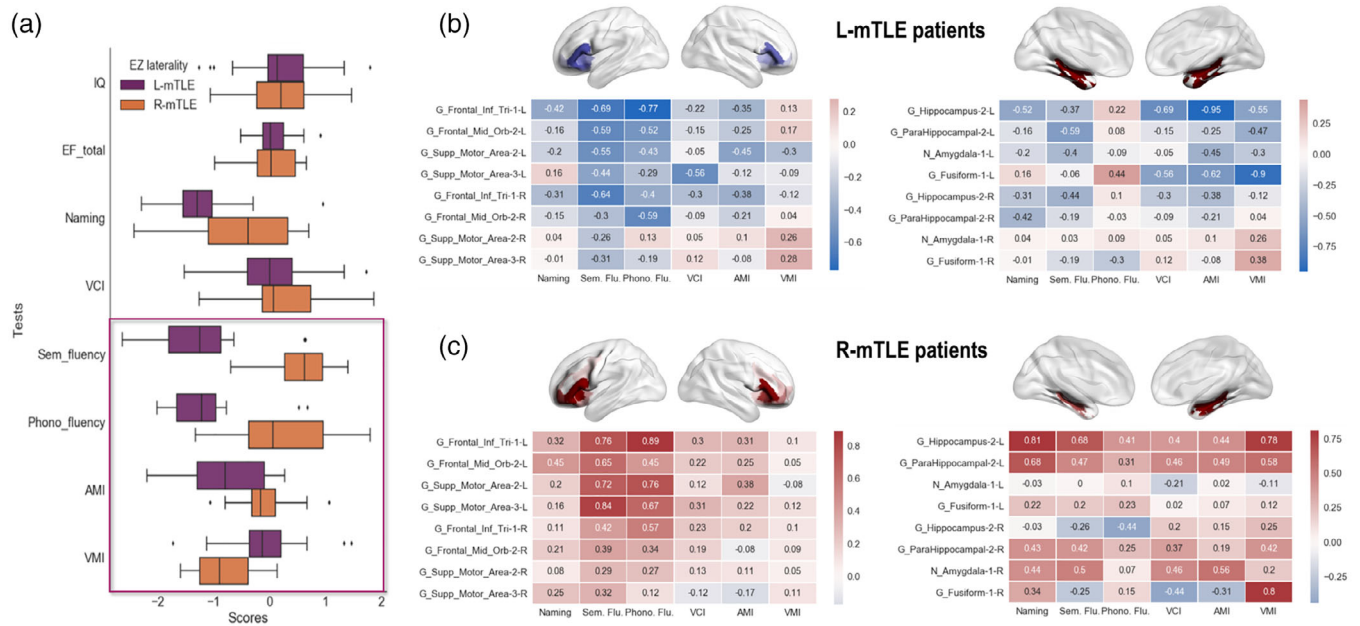 (a)
EZ laterality
L-mTLE
R-mTLE
Tests
IQ
EF_total
Naming
VCI
Sem_fluency
Phono_fluency
AMI
VMI
−2 −1 0 1 2
Scores
(b)
L-mTLE patients
G_Frontal_Inf_Tri-1-L -0.42 -0.69 -0.77 -0.22 -0.35 0.13
G_Frontal_Mid_Orb-2-L -0.16 -0.59 -0.52 -0.15 -0.25 0.17
G_Supp_Motor_Area-2-L -0.2 -0.55 -0.43 -0.05 -0.45 -0.3
G_Supp_Motor_Area-3-L 0.16 -0.44 -0.29 -0.56 -0.12 -0.09
G_Frontal_Inf_Tri-1-R -0.31 -0.64 -0.4 -0.3 -0.38 -0.12
G_Frontal_Mid_Orb-2-R -0.15 -0.3 -0.59 -0.09 -0.21 0.04
G_Supp_Motor_Area-2-R 0.04 -0.26 0.13 0.05 0.1 0.26
G_Supp_Motor_Area-3-R -0.01 -0.31 -0.19 0.12 -0.08 0.28
Naming Sem. Flu. Phono. Flu. VCI AMI VMI
0.2
0.0
−0.2
−0.4
−0.6
G_Hippocampus-2-L -0.52 -0.37 0.22 -0.69 -0.95 -0.55
G_ParaHippocampal-2-L -0.16 -0.59 0.08 -0.15 -0.25 -0.47
N_Amygdala-1-L -0.2 -0.4 -0.09 -0.05 -0.45 -0.3
G_Fusiform-1-L 0.16 -0.06 0.44 -0.56 -0.62 -0.9
G_Hippocampus-2-R -0.31 -0.44 0.1 -0.3 -0.38 -0.12
G_ParaHippocampal-2-R -0.42 -0.19 -0.03 -0.09 -0.21 0.04
N_Amygdala-1-R 0.04 0.03 0.09 0.05 0.1 0.26
G_Fusiform-1-R -0.01 -0.19 -0.3 0.12 -0.08 0.38
Naming Sem. Flu. Phono. Flu. VCI AMI VMI
0.25
0.00
−0.25
−0.50
−0.75
(c)
R-mTLE patients
G_Frontal_Inf_Tri-1-L 0.32 0.76 0.89 0.3 0.31 0.1
G_Frontal_Mid_Orb-2-L 0.45 0.65 0.45 0.22 0.25 0.05
G_Supp_Motor_Area-2-L 0.2 0.72 0.76 0.12 0.38 -0.08
G_Supp_Motor_Area-3-L 0.16 0.84 0.67 0.31 0.22 0.12
G_Frontal_Inf_Tri-1-R 0.11 0.42 0.57 0.23 0.2 0.1
G_Frontal_Mid_Orb-2-R 0.21 0.39 0.34 0.19 -0.08 0.09
G_Supp_Motor_Area-2-R 0.08 0.29 0.27 0.13 0.11 0.05
G_Supp_Motor_Area-3-R 0.25 0.32 0.12 -0.12 -0.17 0.11
Naming Sem. Flu. Phono. Flu. VCI AMI VMI
0.8
0.6
0.4
0.2
0.0
G_Hippocampus-2-L 0.81 0.68 0.41 0.4 0.44 0.78
G_ParaHippocampal-2-L 0.68 0.47 0.31 0.46 0.49 0.58
N_Amygdala-1-L -0.03 0 0.09 -0.21 0.02 -0.11
G_Fusiform-1-L 0.22 0.2 0.23 0.02 0.07 0.12
G_Hippocampus-2-R -0.03 -0.26 -0.44 0.2 0.15 0.25
G_ParaHippocampal-2-R 0.43 0.42 0.25 0.37 0.19 0.42
N_Amygdala-1-R 0.44 0.5 0.07 0.46 0.56 0.2
G_Fusiform-1-R 0.34 -0.25 0.15 -0.44 -0.31 0.8
Naming Sem. Flu. Phono. Flu. VCI AMI VMI
0.75
0.50
0.25
0.00
−0.25